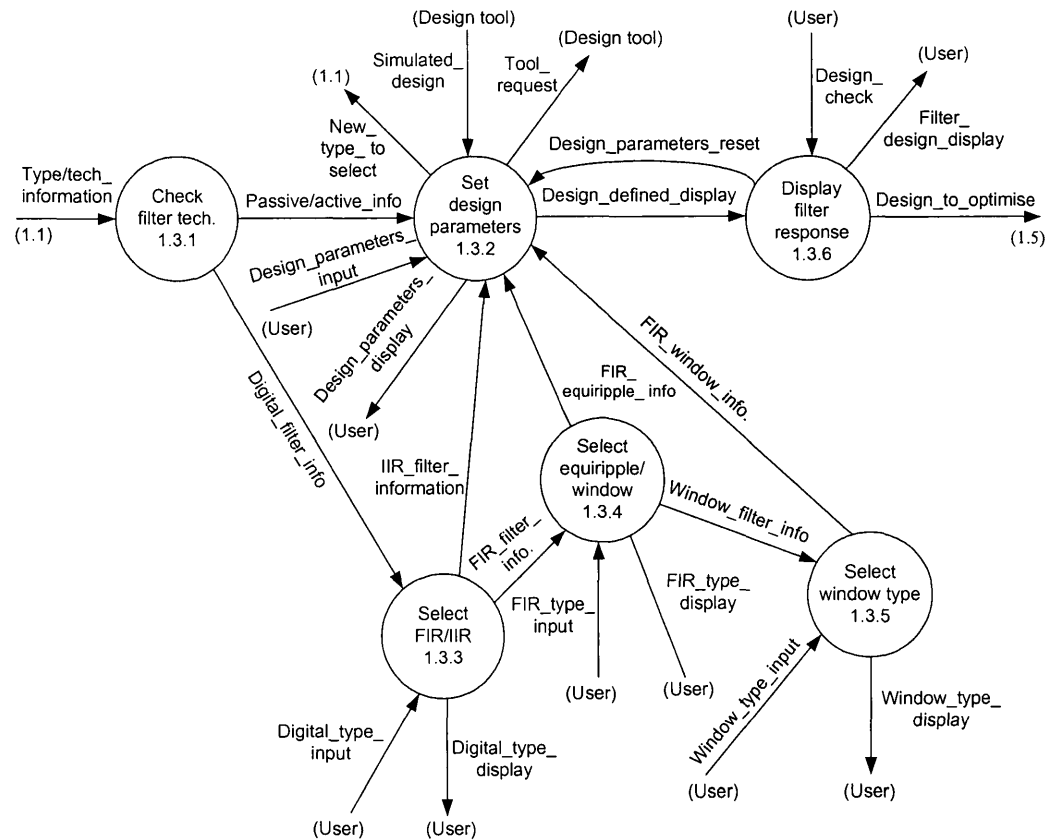 (Design tool)
(User)
(Design tool)
(User)
Simulated_
design
Tool_
request
(1.1)
Design_
check
New_
type_ to
select
Filter_
design_display
Design_parameters_reset
Type/tech_
information
(1.1)
Check
filter tech.
1.3.1
Passive/active_info
Set
design
parameters
1.3.2
Design_defined_display
Display
filter
response
1.3.6
Design_to_optimise
(1.5)
Design_parameters_
input
(User)
Design_parameters_
display
(User)
Digital_filter_info
IIR_filter_
information
FIR_
equiripple_ info
FIR_window_info.
Select
equiripple/
window
1.3.4
Window_filter_info
FIR_filter_
info.
Select
FIR/IIR
1.3.3
FIR_type_
input
(User)
FIR_type_
display
(User)
Select
window type
1.3.5
Window_type_input
(User)
Window_type_
display
(User)
Digital_type_
input
(User)
Digital_type_
display
(User)